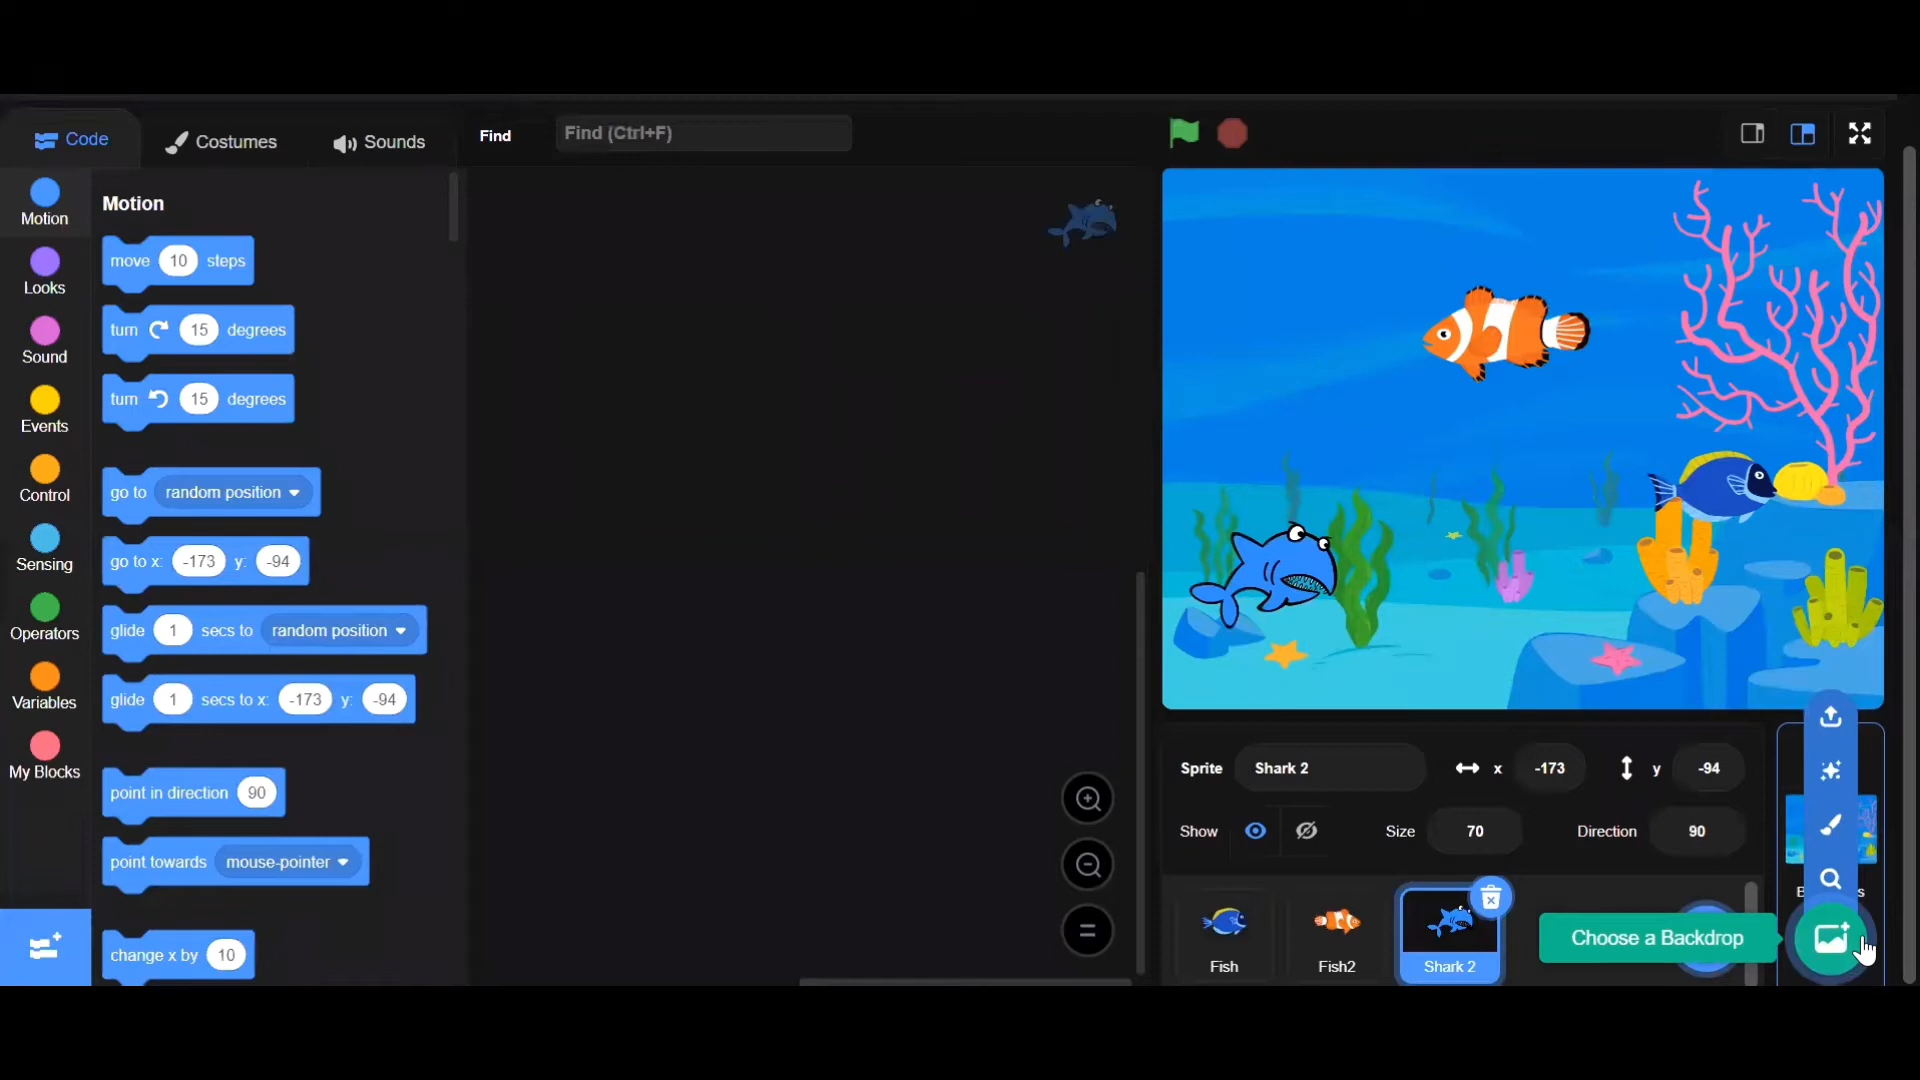 Code
Costumes
Sounds
Find
Find (Ctrl+F)
Motion
Looks
Sound
Events
Control
Sensing
Operators
Variables
My Blocks
Motion
move 10 steps
turn 15 degrees
turn 15 degrees
go to random position
go to x: -173 y: -94
glide 1 secs to random position
glide 1 secs to x: -173 y: -94
point in direction 90
point towards mouse-pointer
change x by 10
Sprite Shark 2 x -173 y -94
Show Size 70 Direction 90
Fish
Fish2
Shark 2
Choose a Backdrop